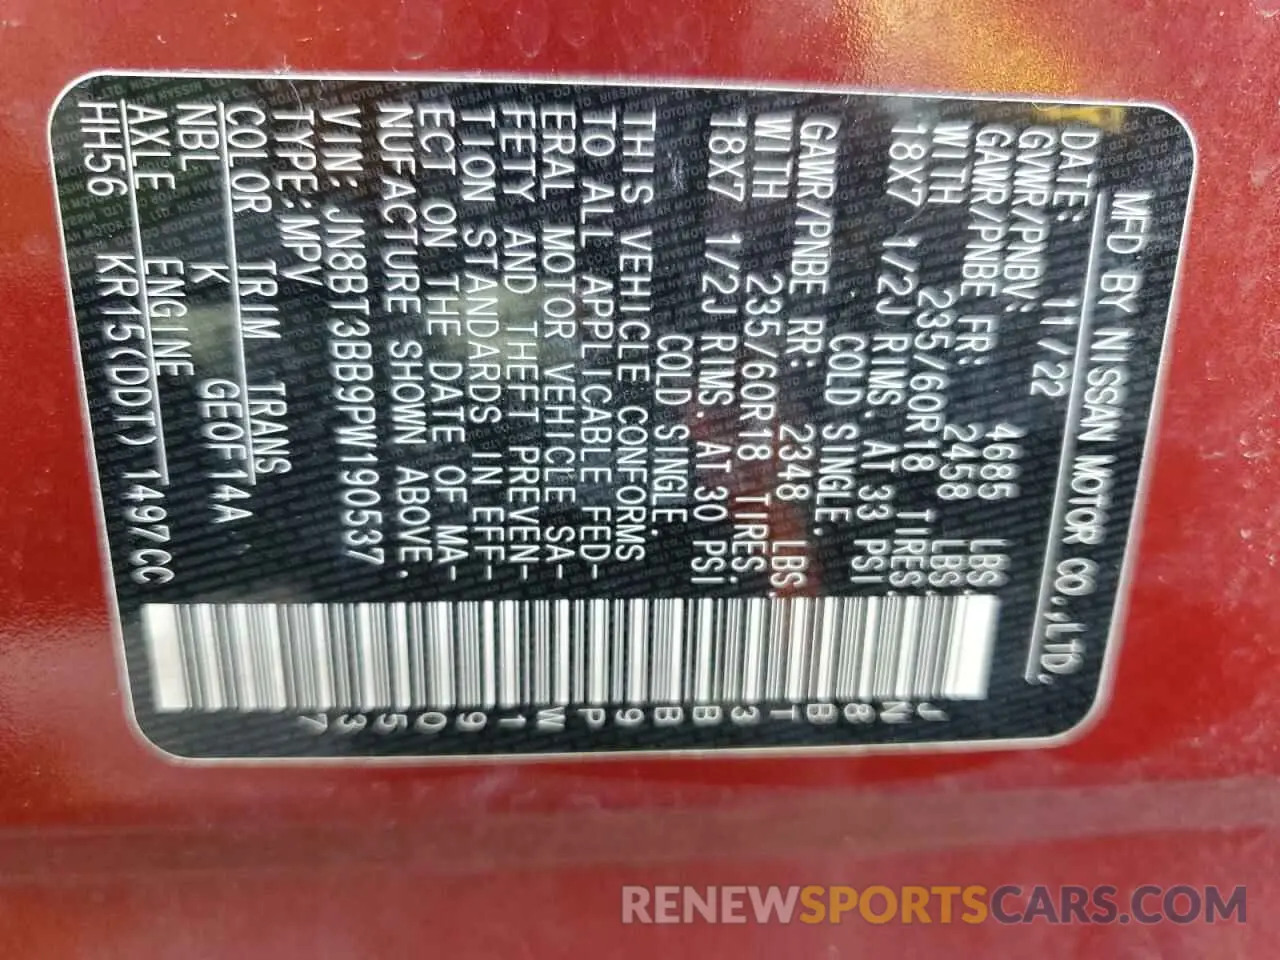 MFD BY NISSAN MOTOR CO.,LTD.
DATE: 11/22
GVWR/PNBV: 4685 LBS.
GAWR/PNBE FR: 2458 LBS.
WITH 235/60R18 TIRES.
18X7 1/2J RIMS. AT 33 PSI
COLD SINGLE.
GAWR/PNBE RR: 2348 LBS.
WITH 235/60R18 TIRES.
18X7 1/2J RIMS. AT 30 PSI
COLD SINGLE.
THIS VEHICLE CONFORMS
TO ALL APPLICABLE FED-
ERAL MOTOR VEHICLE SA-
FETY AND THEFT PREVEN-
TION STANDARDS IN EFF-
ECT ON THE DATE OF MA-
NUFACTURE SHOWN ABOVE.
VIN: JN8BT3BB9PW190537
TYPE:MPV
COLOR TRIM TRANS
NBL K GE0F14A
AXLE ENGINE
HH56 KR15(DDT) 1497CC
JN8BT3BB9PW190537
RENEWSPORTSCARS.COM